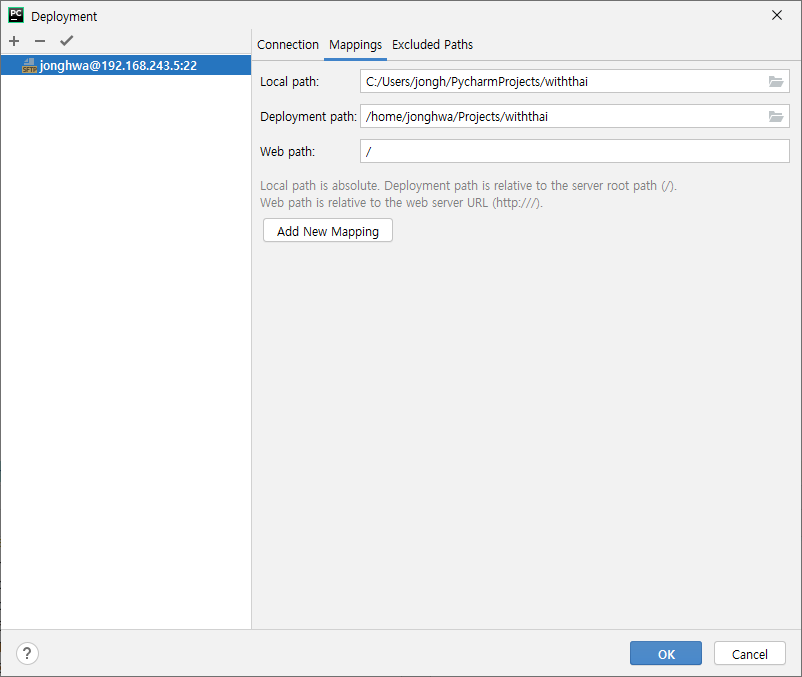 PC Deployment
Connection Mappings Excluded Paths
SFTP jonghwa@192.168.243.5:22
Local path: C:/Users/jongh/PycharmProjects/withthai
Deployment path: /home/jonghwa/Projects/withthai
Web path: /
Local path is absolute. Deployment path is relative to the server root path (/).
Web path is relative to the web server URL (http:///).
Add New Mapping
? OK Cancel